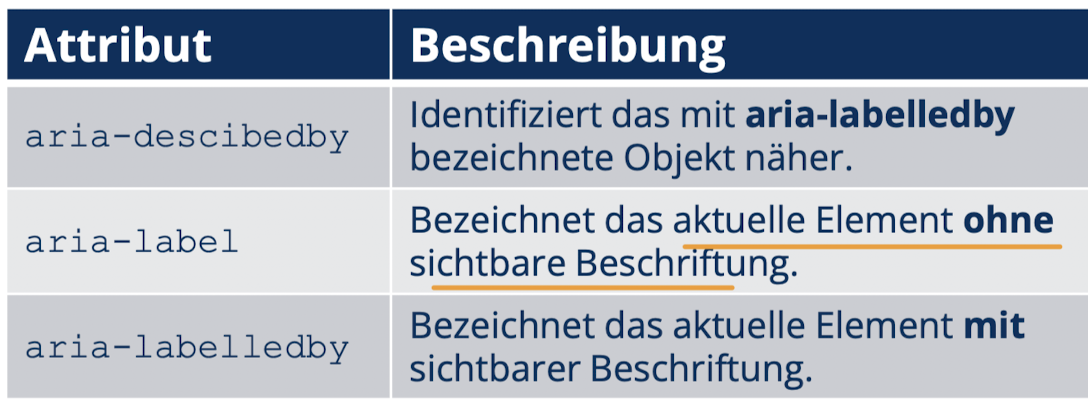 Attribut
Beschreibung
aria-descibedby
Identifiziert das mit aria-labelledby
bezeichnete Objekt näher.
aria-label
Bezeichnet das aktuelle Element ohne
sichtbare Beschriftung.
aria-labelledby
Bezeichnet das aktuelle Element mit
sichtbarer Beschriftung.